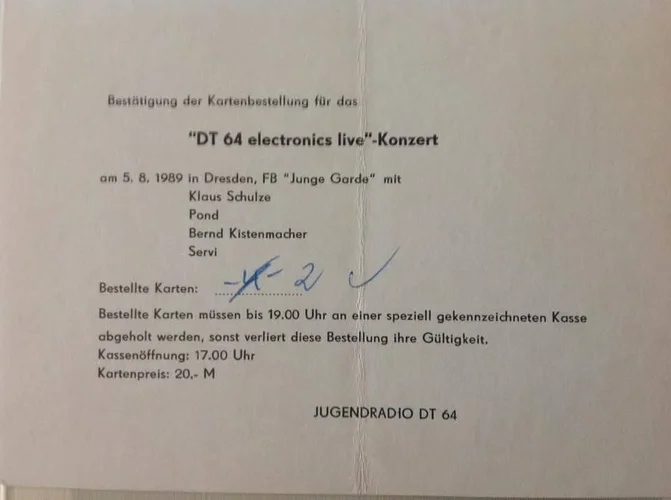 Bestätigung der Kartenbestellung für das
"DT 64 electronics live"-Konzert
am 5. 8. 1989 in Dresden, FB "Junge Garde" mit
Klaus Schulze
Pond
Bernd Kistenmacher
Servi
Bestellte Karten: 2
Bestellte Karten müssen bis 19.00 Uhr an einer speziell gekennzeichneten Kasse
abgeholt werden, sonst verliert diese Bestellung ihre Gültigkeit.
Kassenöffnung: 17.00 Uhr
Kartenpreis: 20,- M
JUGENDRADIO DT 64